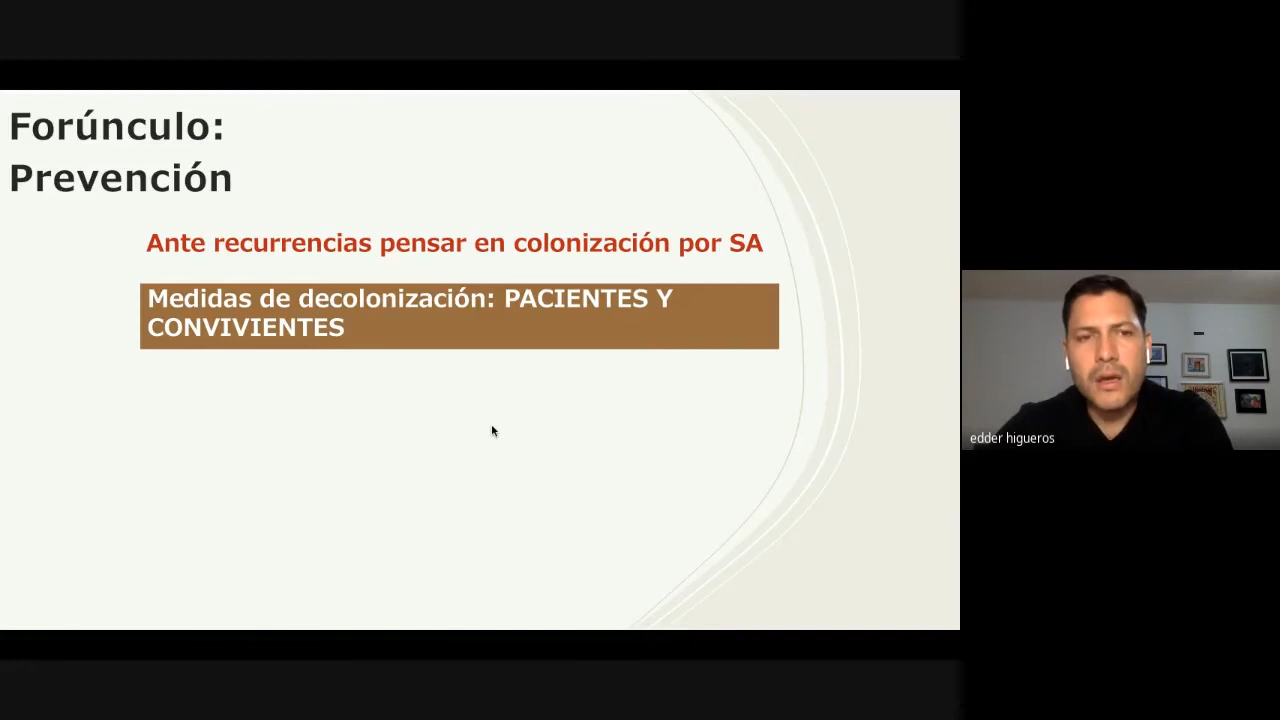 Forúnculo:
Prevención
Ante recurrencias pensar en colonización por SA
Medidas de decolonización: PACIENTES Y
CONVIVIENTES
edder higueros